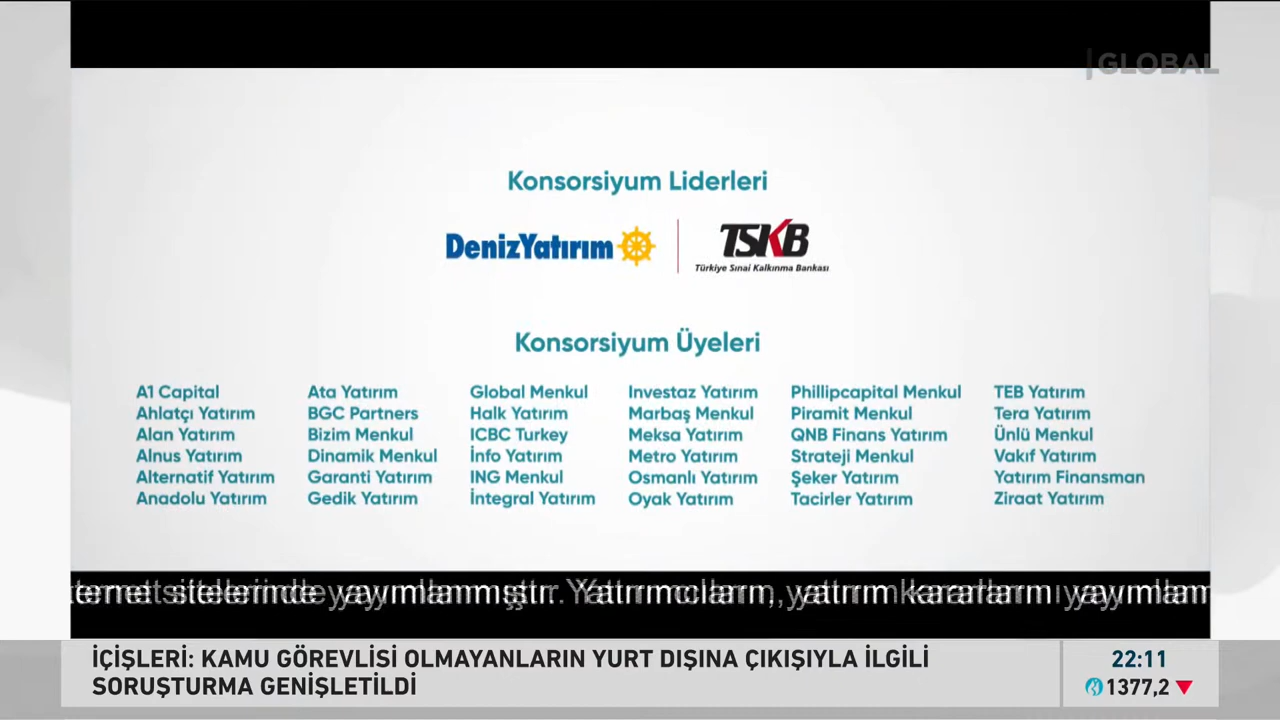 GLOBAL
Konsorsiyum Liderleri
DenizYatırım
TSKB
Türkiye Sınai Kalkınma Bankası
Konsorsiyum Üyeleri
A1 Capital
Ahlatçı Yatırım
Alan Yatırım
Alnus Yatırım
Alternatif Yatırım
Anadolu Yatırım
Ata Yatırım
BGC Partners
Bizim Menkul
Dinamik Menkul
Garanti Yatırım
Gedik Yatırım
Global Menkul
Halk Yatırım
ICBC Turkey
İnfo Yatırım
ING Menkul
İntegral Yatırım
Investaz Yatırım
Marbaş Menkul
Meksa Yatırım
Metro Yatırım
Osmanlı Yatırım
Oyak Yatırım
Phillipcapital Menkul
Piramit Menkul
QNB Finans Yatırım
Strateji Menkul
Şeker Yatırım
Tacirler Yatırım
TEB Yatırım
Tera Yatırım
Ünlü Menkul
Vakıf Yatırım
Yatırım Finansman
Ziraat Yatırım
sitelerinde yayımlanmıştır. Yatırımcıların, yatırım kararlarını
İÇİŞLERİ: KAMU GÖREVLİSİ OLMAYANLARIN YURT DIŞINA ÇIKIŞIYLA İLGİLİ
SORUŞTURMA GENİŞLETİLDİ
22:11
1377,2